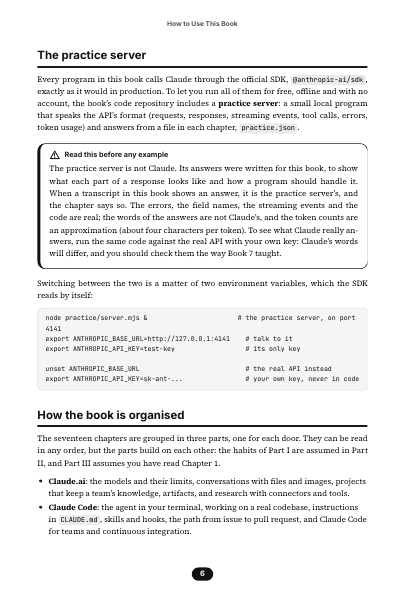 How to Use This Book
The practice server
Every program in this book calls Claude through the official SDK, @anthropic-ai/sdk,
exactly as it would in production. To let you run all of them for free, offline and with no
account, the book's code repository includes a practice server: a small local program
that speaks the API's format (requests, responses, streaming events, tool calls, errors,
token usage) and answers from a file in each chapter, practice.json.
Read this before any example
The practice server is not Claude. Its answers were written for this book, to show
what each part of a response looks like and how a program should handle it.
When a transcript in this book shows an answer, it is the practice server's, and
the chapter says so. The errors, the field names, the streaming events and the
code are real; the words of the answers are not Claude's, and the token counts are
an approximation (about four characters per token). To see what Claude really an-
swers, run the same code against the real API with your own key: Claude's words
will differ, and you should check them the way Book 7 taught.
Switching between the two is a matter of two environment variables, which the SDK
reads by itself:
node practice/server.mjs & # the practice server, on port
4141
export ANTHROPIC_BASE_URL=http://127.0.0.1:4141 # talk to it
export ANTHROPIC_API_KEY=test-key # its only key
unset ANTHROPIC_BASE_URL # the real API instead
export ANTHROPIC_API_KEY=sk-ant-... # your own key, never in code
How the book is organised
The seventeen chapters are grouped in three parts, one for each door. They can be read
in any order, but the parts build on each other: the habits of Part I are assumed in Part
II, and Part III assumes you have read Chapter 1.
• Claude.ai: the models and their limits, conversations with files and images, projects
that keep a team's knowledge, artifacts, and research with connectors and tools.
• Claude Code: the agent in your terminal, working on a real codebase, instructions
in CLAUDE.md, skills and hooks, the path from issue to pull request, and Claude Code
for teams and continuous integration.
6